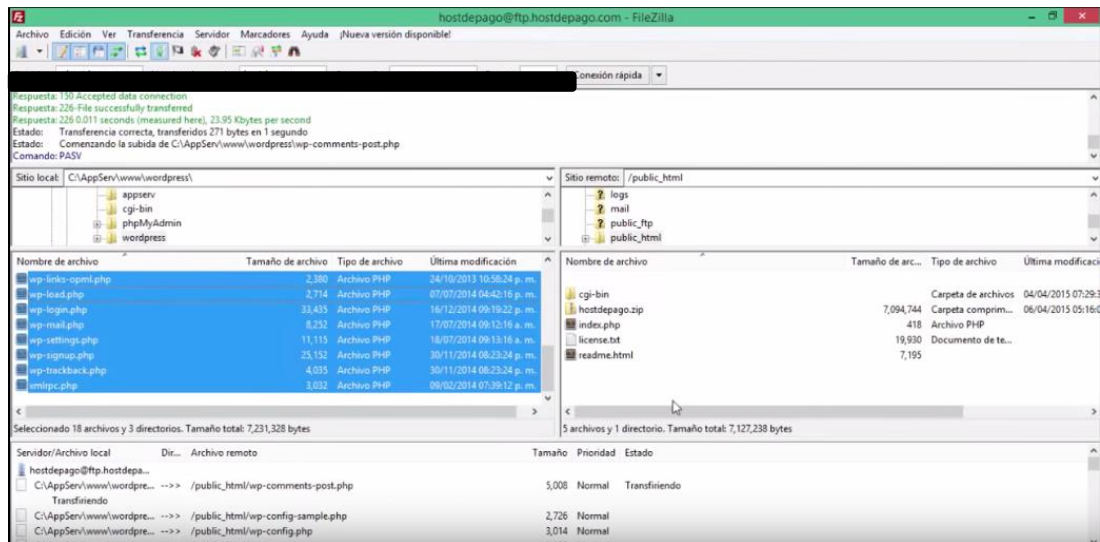 hostdepago@ftp.hostdepago.com - FileZilla
Archivo Edición Ver Transferencia Servidor Marcadores Ayuda ¡Nueva versión disponible!
Conexión rápida
Respuesta: 150 Accepted data connection
Respuesta: 226-File successfully transferred
Respuesta: 226 0.011 seconds (measured here), 23.95 Kbytes per second
Estado: Transferencia correcta, transferidos 271 bytes en 1 segundo
Estado: Comenzando la subida de C:\AppServ\www\wordpress\wp-comments-post.php
Comando: PASV
Sitio local: C:\AppServ\www\wordpress\
appserv
cgi-bin
phpMyAdmin
wordpress
Sitio remoto: /public_html
logs
mail
public_ftp
public_html
Nombre de archivo Tamaño de archivo Tipo de archivo Última modificación
wp-links-opml.php 2,380 Archivo PHP 24/10/2013 10:58:24 p. m.
wp-load.php 2,714 Archivo PHP 07/07/2014 04:42:16 p. m.
wp-login.php 33,435 Archivo PHP 16/12/2014 09:19:22 p. m.
wp-mail.php 8,252 Archivo PHP 17/07/2014 09:12:16 a. m.
wp-settings.php 11,115 Archivo PHP 18/07/2014 09:13:16 a. m.
wp-signup.php 25,152 Archivo PHP 30/11/2014 08:23:24 p. m.
wp-trackback.php 4,035 Archivo PHP 30/11/2014 08:23:24 p. m.
xmlrpc.php 3,032 Archivo PHP 09/02/2014 07:39:12 p. m.
Seleccionado 18 archivos y 3 directorios. Tamaño total: 7,231,328 bytes
Nombre de archivo Tamaño de arc... Tipo de archivo Última modificaci
cgi-bin Carpeta de archivos 04/04/2015 07:29:3
hostdepago.zip 7,094,744 Carpeta comprim... 06/04/2015 05:16:0
index.php 418 Archivo PHP
license.txt 19,930 Documento de te...
readme.html 7,195
5 archivos y 1 directorio. Tamaño total: 7,127,238 bytes
Servidor/Archivo local Dir... Archivo remoto Tamaño Prioridad Estado
hostdepago@ftp.hostdepa...
C:\AppServ\www\wordpre... -->> /public_html/wp-comments-post.php 5,008 Normal Transfiriendo
Transfiriendo
C:\AppServ\www\wordpre... -->> /public_html/wp-config-sample.php 2,726 Normal
C:\AppServ\www\wordpre... -->> /public_html/wp-config.php 3,014 Normal